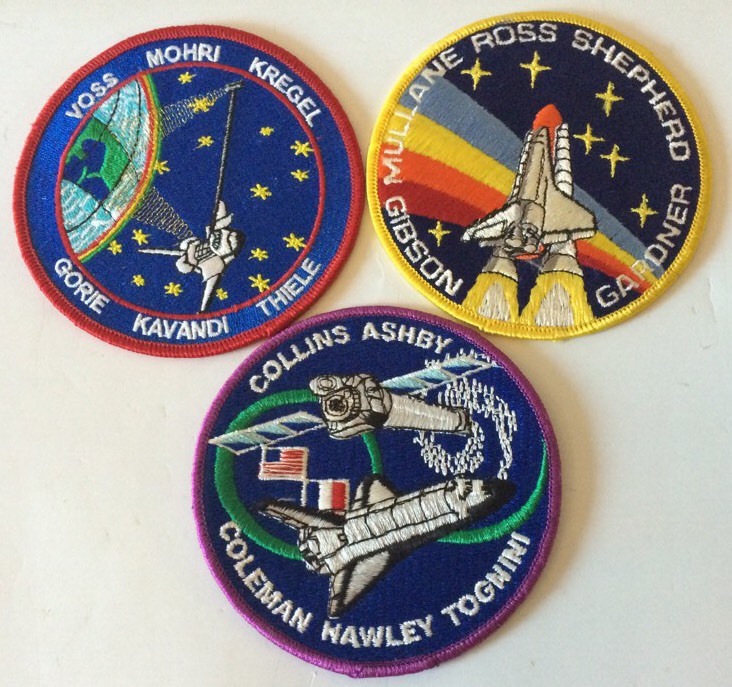 VOSS MOHRI KREGEL
GORIE KAVANDI THIELE
MULLANE ROSS SHEPHERD
GIBSON GARDNER
COLLINS ASHBY
COLEMAN HAWLEY TOGNINI